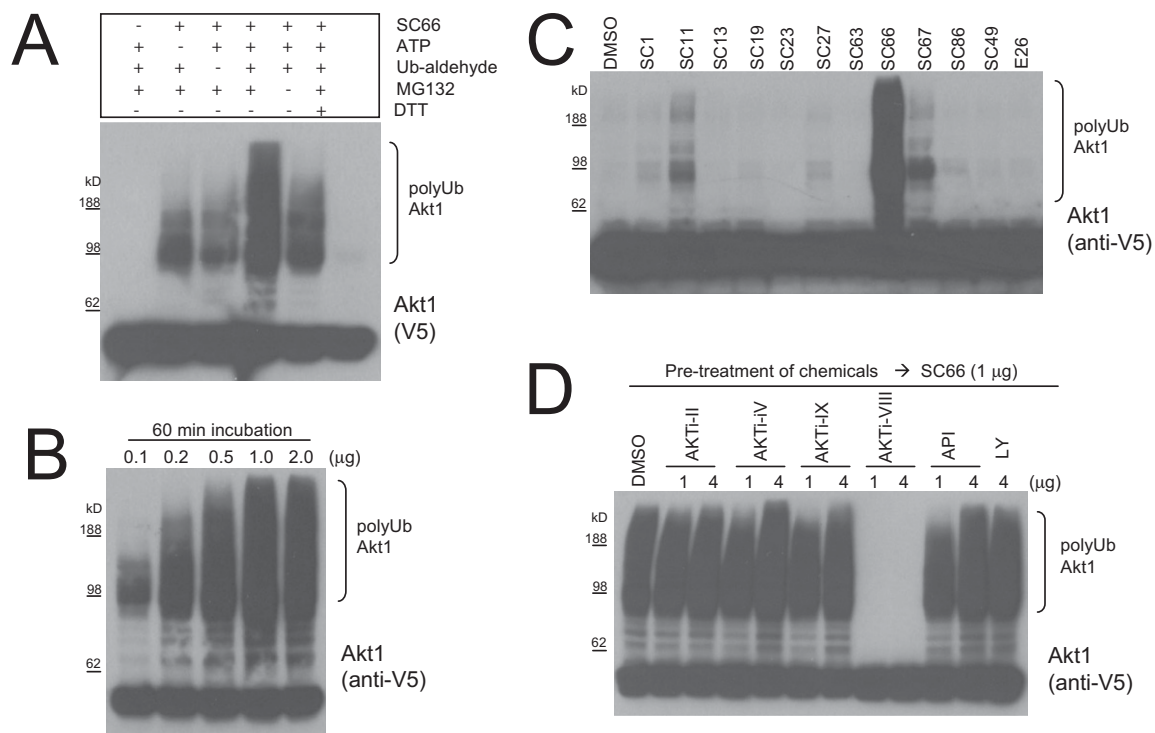 A
- + + + + + SC66
+ - + + + + ATP
+ + - + + + Ub-aldehyde
+ + + + - + MG132
- - - - - + DTT
kD
188
98
62
polyUb
Akt1
Akt1
(V5)
B
60 min incubation
0.1 0.2 0.5 1.0 2.0 (μg)
kD
188
98
62
polyUb
Akt1
Akt1
(anti-V5)
C
DMSO SC1 SC11 SC13 SC19 SC23 SC27 SC63 SC66 SC67 SC86 SC49 E26
kD
188
98
62
polyUb
Akt1
Akt1
(anti-V5)
D
Pre-treatment of chemicals → SC66 (1 μg)
DMSO AKTi-II AKTi-iV AKTi-IX AKTi-VIII API LY
1 4 1 4 1 4 1 4 1 4 4 (μg)
kD
188
98
62
polyUb
Akt1
Akt1
(anti-V5)